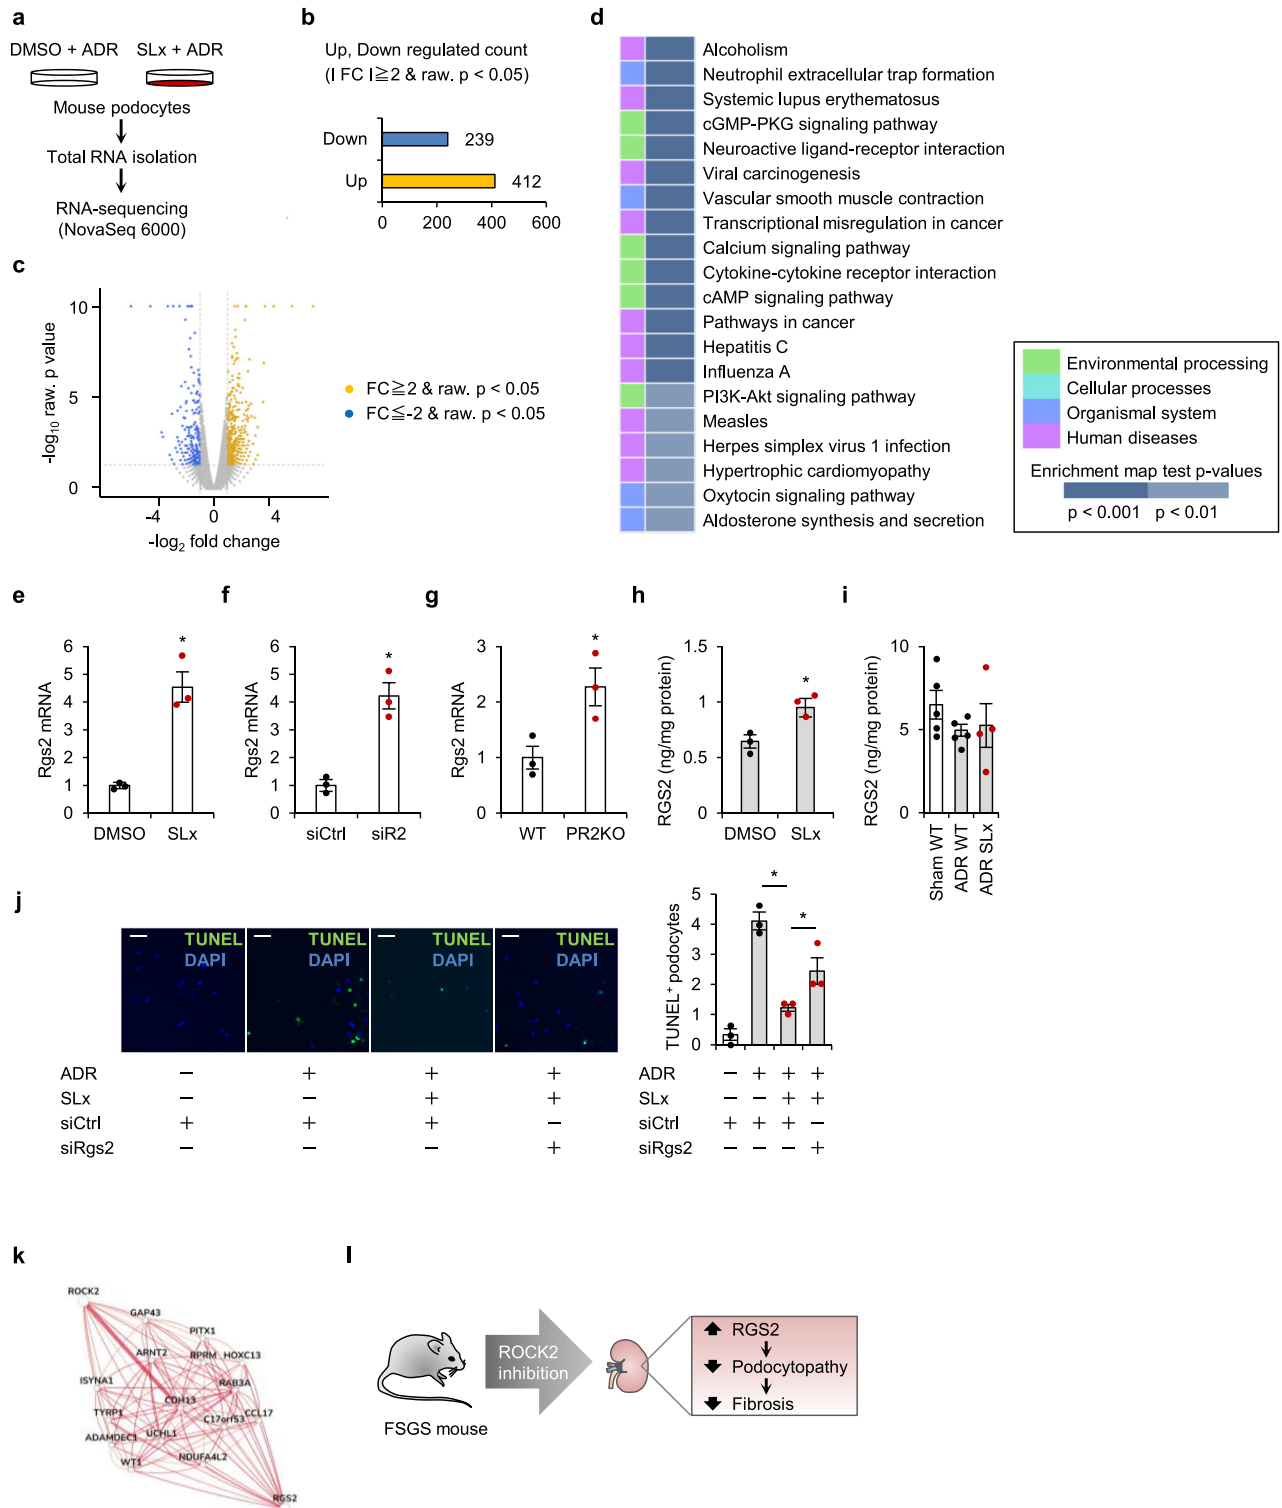 a
DMSO + ADR SLx + ADR
Mouse podocytes
Total RNA isolation
RNA-sequencing
(NovaSeq 6000)
b
Up, Down regulated count
(I FC I≧2 & raw. p < 0.05)
Down 239
Up 412
0 200 400 600
c
10
5
0
-log10 raw. p value
-4 0 4
-log2 fold change
FC≧2 & raw. p < 0.05
FC≦-2 & raw. p < 0.05
d
Alcoholism
Neutrophil extracellular trap formation
Systemic lupus erythematosus
cGMP-PKG signaling pathway
Neuroactive ligand-receptor interaction
Viral carcinogenesis
Vascular smooth muscle contraction
Transcriptional misregulation in cancer
Calcium signaling pathway
Cytokine-cytokine receptor interaction
cAMP signaling pathway
Pathways in cancer
Hepatitis C
Influenza A
PI3K-Akt signaling pathway
Measles
Herpes simplex virus 1 infection
Hypertrophic cardiomyopathy
Oxytocin signaling pathway
Aldosterone synthesis and secretion
Environmental processing
Cellular processes
Organismal system
Human diseases
Enrichment map test p-values
p < 0.001 p < 0.01
e
Rgs2 mRNA
6
5
4
3
2
1
0
*
DMSO SLx
f
Rgs2 mRNA
6
5
4
3
2
1
0
*
siCtrl siR2
g
Rgs2 mRNA
3
2
1
0
*
WT PR2KO
h
RGS2 (ng/mg protein)
1.5
1
0.5
0
*
DMSO SLx
i
RGS2 (ng/mg protein)
10
5
0
Sham WT
ADR WT
ADR SLx
j
TUNEL TUNEL TUNEL TUNEL
DAPI DAPI DAPI DAPI
ADR − + + +
SLx − − + +
siCtrl + + + −
siRgs2 − − − +
TUNEL+ podocytes
5
4
3
2
1
0
*
*
ADR − + + +
SLx − − + +
siCtrl + + + −
siRgs2 − − − +
k
ROCK2
GAP43
PITX1
ARNT2 RPRM HOXC13
ISYNA1 RAB3A
CDH13
TYRP1 C17orf53 CCL17
ADAMDEC1 UCHL1
WT1 NDUFA4L2
RGS2
l
FSGS mouse
ROCK2
inhibition
RGS2
Podocytopathy
Fibrosis